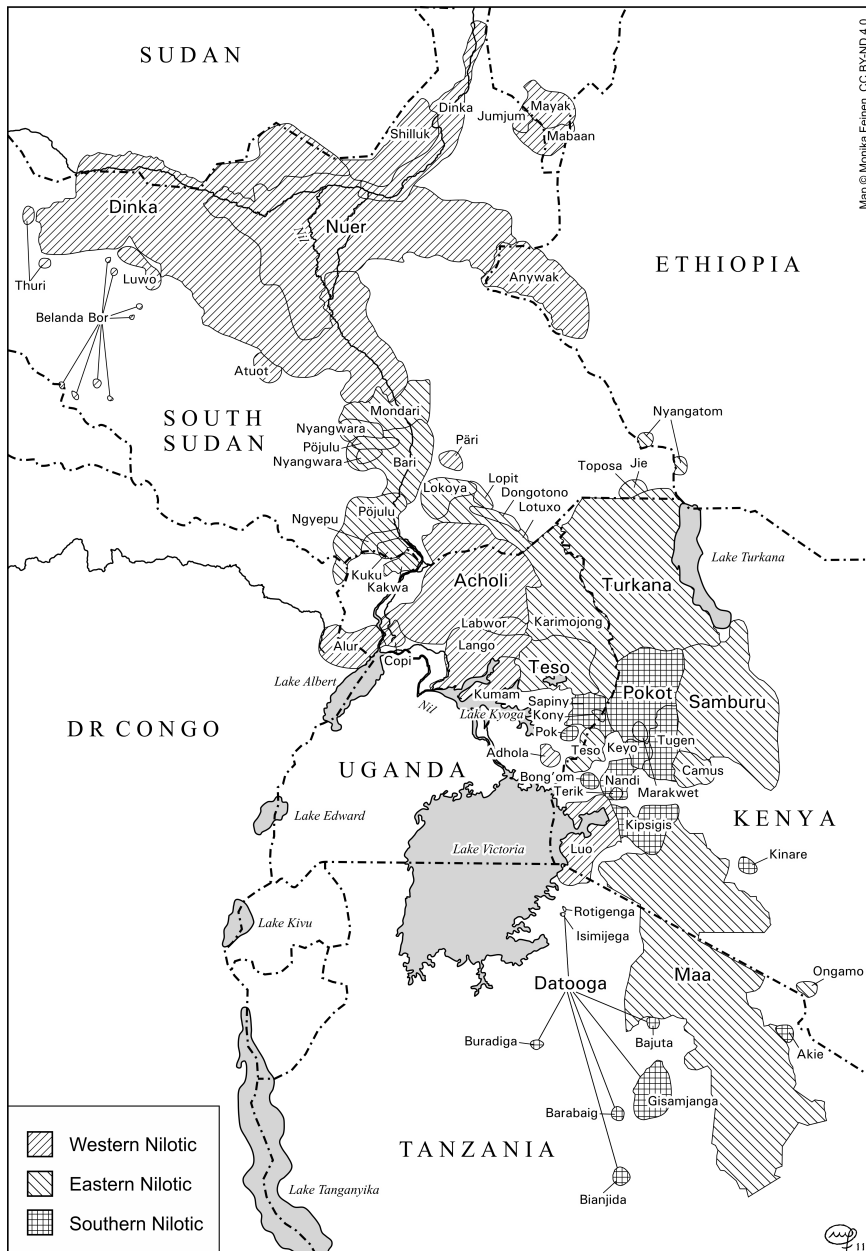 SUDAN
Map © Monika Feinen, CC BY-ND 4.0
Dinka
Mayak
Jumjum
Shilluk
Mabaan
Dinka
Nuer
Nil
ETHIOPIA
Anywak
Thuri
Luwo
Belanda Bor
Atuot
SOUTH
SUDAN
Mondari
Nyangwara
Pöjulu
Nyangwara
Bari
Päri
Nyangatom
Toposa
Jie
Lokoya
Lopit
Dongotono
Lotuxo
Pöjulu
Ngyepu
Kuku
Kakwa
Lake Turkana
Acholi
Turkana
Labwor
Karimojong
Lango
Alur
Copi
Teso
Lake Albert
Nil
Kumam
Lake Kyoga
Sapiny
Kony
Pok
Pokot
Samburu
DR CONGO
Adhola
Teso
Keyo
Tugen
Camus
UGANDA
Bong'om
Terik
Nandi
Marakwet
Lake Edward
Kipsigis
KENYA
Lake Victoria
Luo
Kinare
Lake Kivu
Rotigenga
Isimijega
Datooga
Maa
Ongamo
Buradiga
Bajuta
Akie
Barabaig
Gisamjanga
TANZANIA
Bianjida
Lake Tanganyika
Western Nilotic
Eastern Nilotic
Southern Nilotic